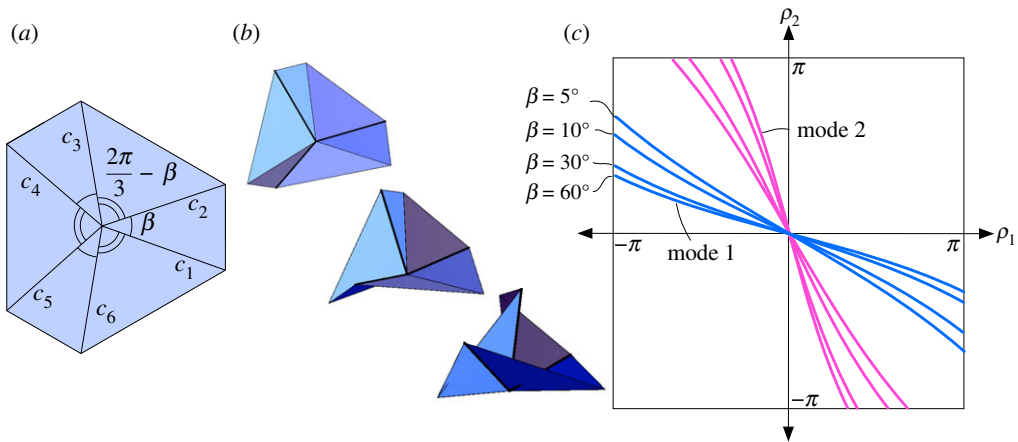 (a)
c₃
c₄
2π/3 − β
c₂
β
c₁
c₅
c₆
(b)
(c)
ρ₂
π
β = 5°
β = 10°
β = 30°
β = 60°
mode 2
mode 1
−π
π
ρ₁
−π